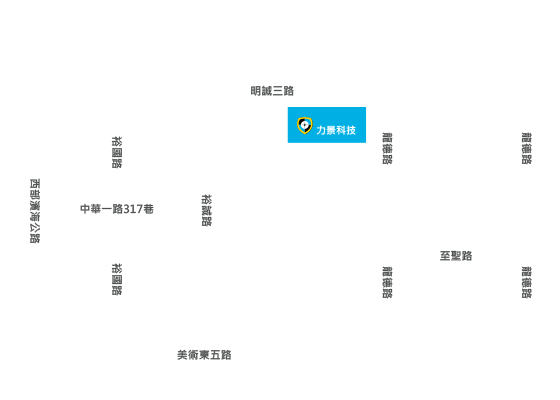 明誠三路
力景科技
裕國路
龍德路
龍德路
西部濱海公路
中華一路317巷
裕誠路
至聖路
裕國路
龍德路
龍德路
美術東五路